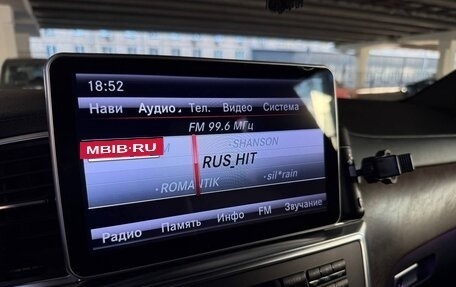 18:52
Нави Аудио Тел. Видео Система
FM 99.6 МГц
MBIB.RU
SHANSON
RUS_HIT
ROMANTIK
sil*rain
Радио Память Инфо FM Звучание